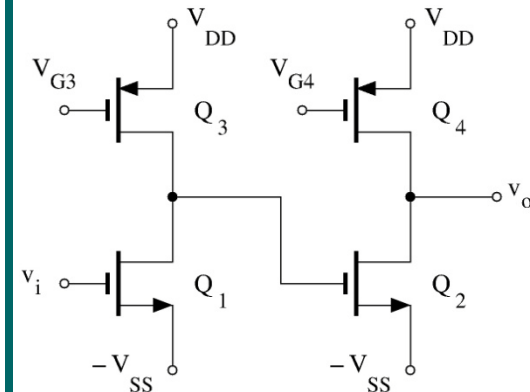 V_DD V_DD
V_G3 V_G4
Q_3 Q_4
v_o
v_i Q_1 Q_2
−V_SS −V_SS